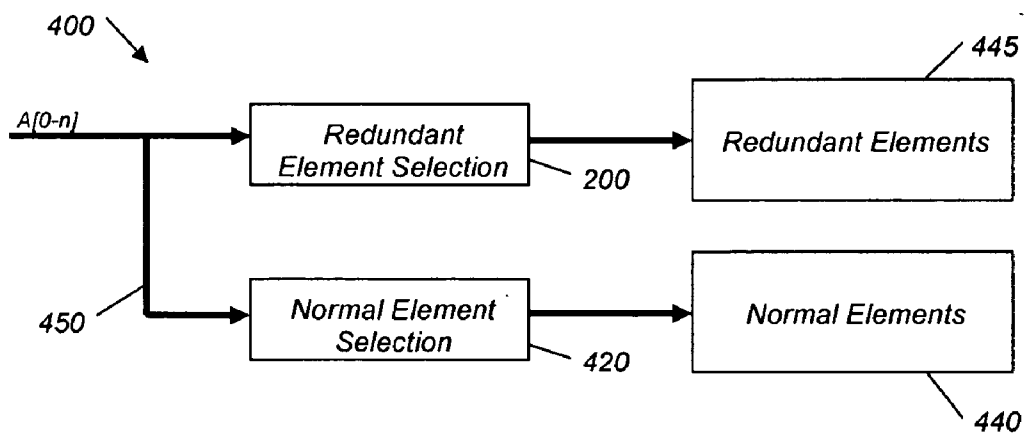 400
445
A[0-n]
Redundant
Element Selection
Redundant Elements
200
450
Normal Element
Selection
Normal Elements
420
440